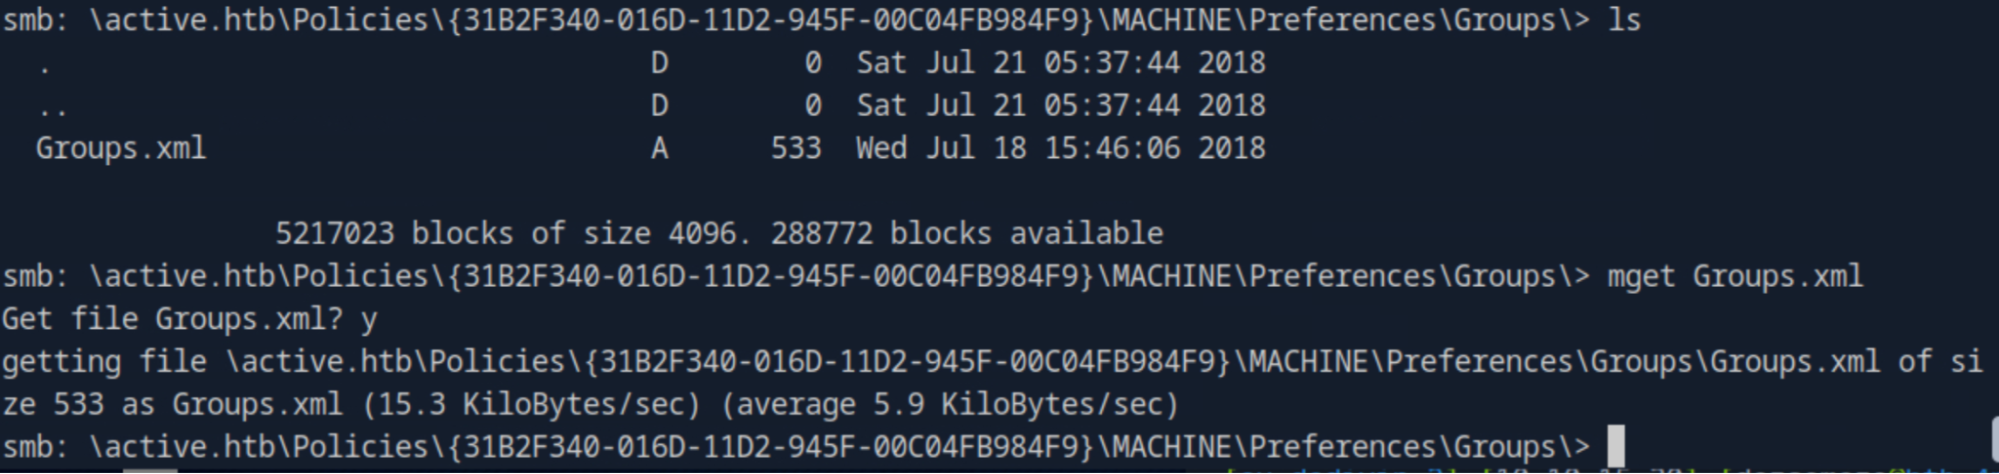 smb: \active.htb\Policies\{31B2F340-016D-11D2-945F-00C04FB984F9}\MACHINE\Preferences\Groups\> ls
. D 0 Sat Jul 21 05:37:44 2018
.. D 0 Sat Jul 21 05:37:44 2018
Groups.xml A 533 Wed Jul 18 15:46:06 2018
5217023 blocks of size 4096. 288772 blocks available
smb: \active.htb\Policies\{31B2F340-016D-11D2-945F-00C04FB984F9}\MACHINE\Preferences\Groups\> mget Groups.xml
Get file Groups.xml? y
getting file \active.htb\Policies\{31B2F340-016D-11D2-945F-00C04FB984F9}\MACHINE\Preferences\Groups\Groups.xml of si
ze 533 as Groups.xml (15.3 KiloBytes/sec) (average 5.9 KiloBytes/sec)
smb: \active.htb\Policies\{31B2F340-016D-11D2-945F-00C04FB984F9}\MACHINE\Preferences\Groups\>